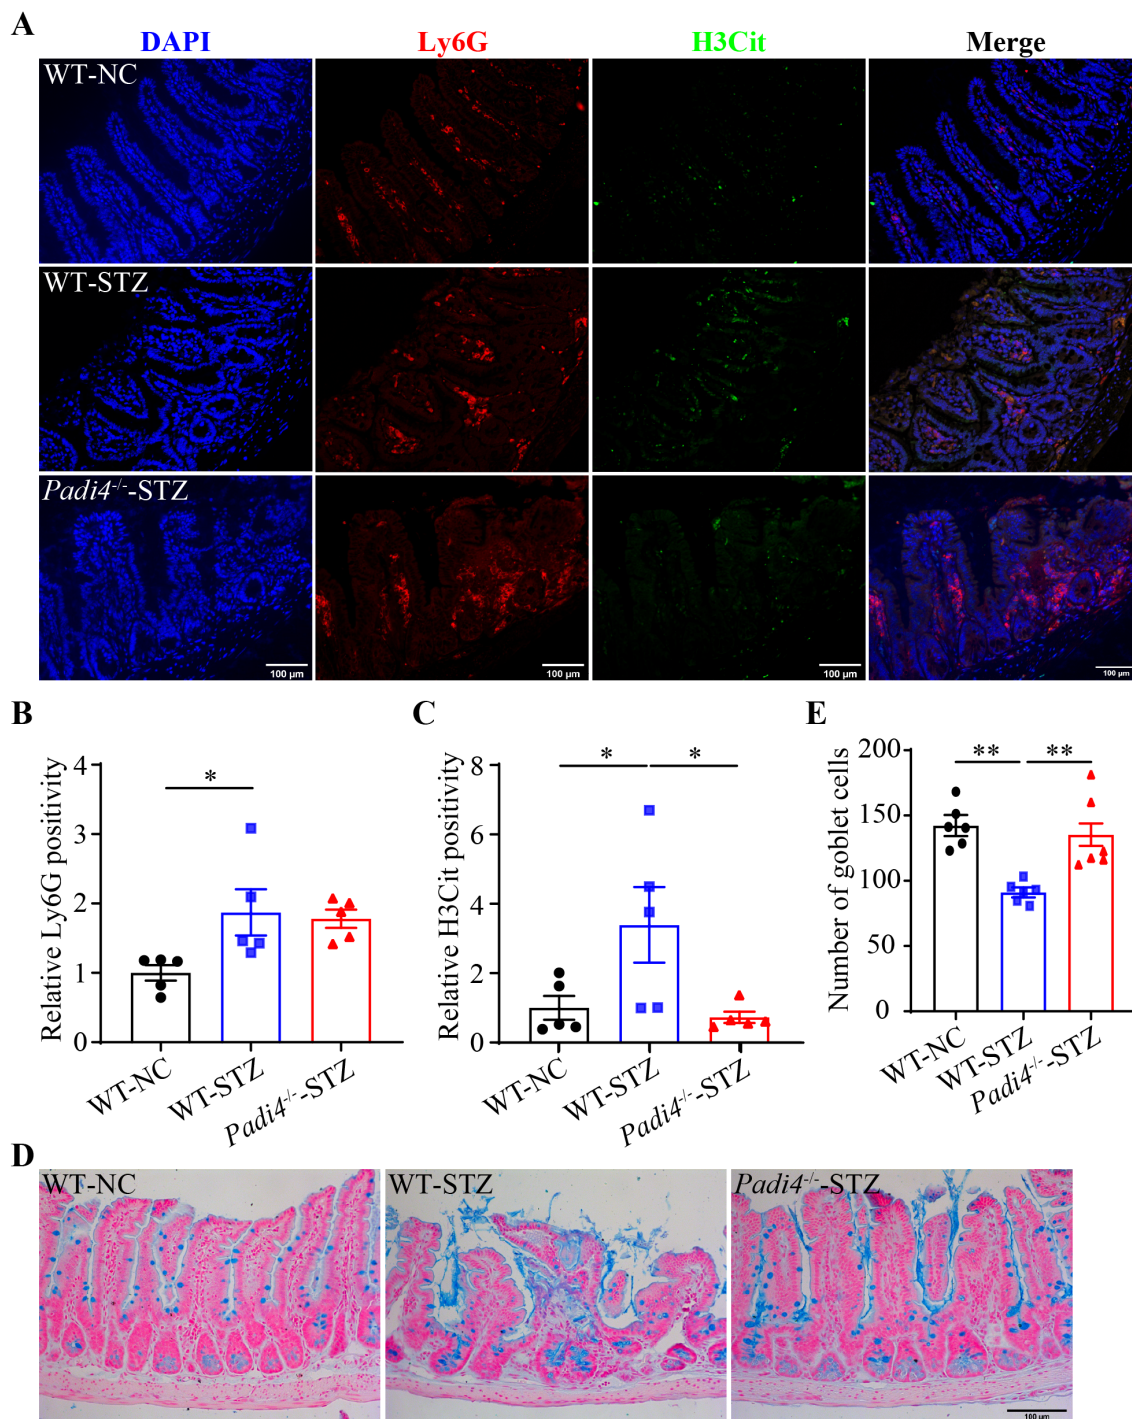 A
DAPI Ly6G H3Cit Merge
WT-NC
WT-STZ
Padi4-/--STZ
100 μm 100 μm 100 μm 100 μm
B
Relative Ly6G positivity
4
3
2
1
0
*
WT-NC WT-STZ Padi4-/--STZ
C
Relative H3Cit positivity
8
6
4
2
0
* *
WT-NC WT-STZ Padi4-/--STZ
E
Number of goblet cells
200
150
100
50
0
** **
WT-NC WT-STZ Padi4-/--STZ
D
WT-NC WT-STZ Padi4-/--STZ
100 μm